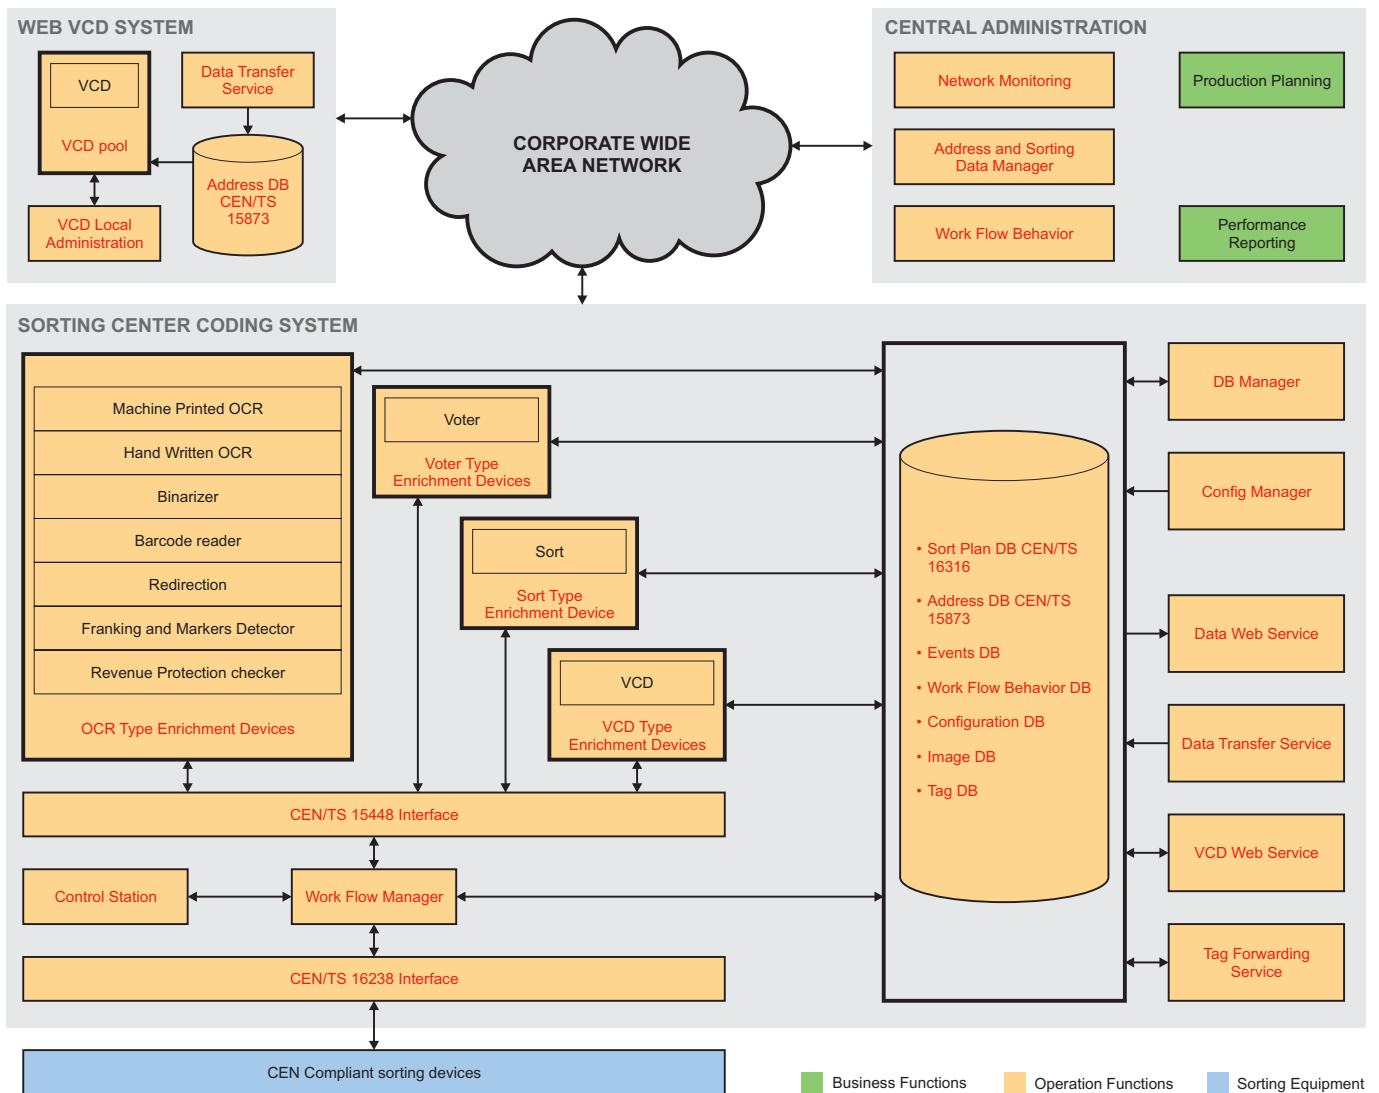 WEB VCD SYSTEM
VCD
VCD pool
Data Transfer
Service
Address DB
CEN/TS
15873
VCD Local
Administration
CORPORATE WIDE
AREA NETWORK
CENTRAL ADMINISTRATION
Network Monitoring
Production Planning
Address and Sorting
Data Manager
Work Flow Behavior
Performance
Reporting
SORTING CENTER CODING SYSTEM
Machine Printed OCR
Hand Written OCR
Binarizer
Barcode reader
Redirection
Franking and Markers Detector
Revenue Protection checker
OCR Type Enrichment Devices
Voter
Voter Type
Enrichment Devices
Sort
Sort Type
Enrichment Device
VCD
VCD Type
Enrichment Devices
CEN/TS 15448 Interface
Control Station
Work Flow Manager
CEN/TS 16238 Interface
• Sort Plan DB CEN/TS
16316
• Address DB CEN/TS
15873
• Events DB
• Work Flow Behavior DB
• Configuration DB
• Image DB
• Tag DB
DB Manager
Config Manager
Data Web Service
Data Transfer Service
VCD Web Service
Tag Forwarding
Service
CEN Compliant sorting devices
Business Functions
Operation Functions
Sorting Equipment